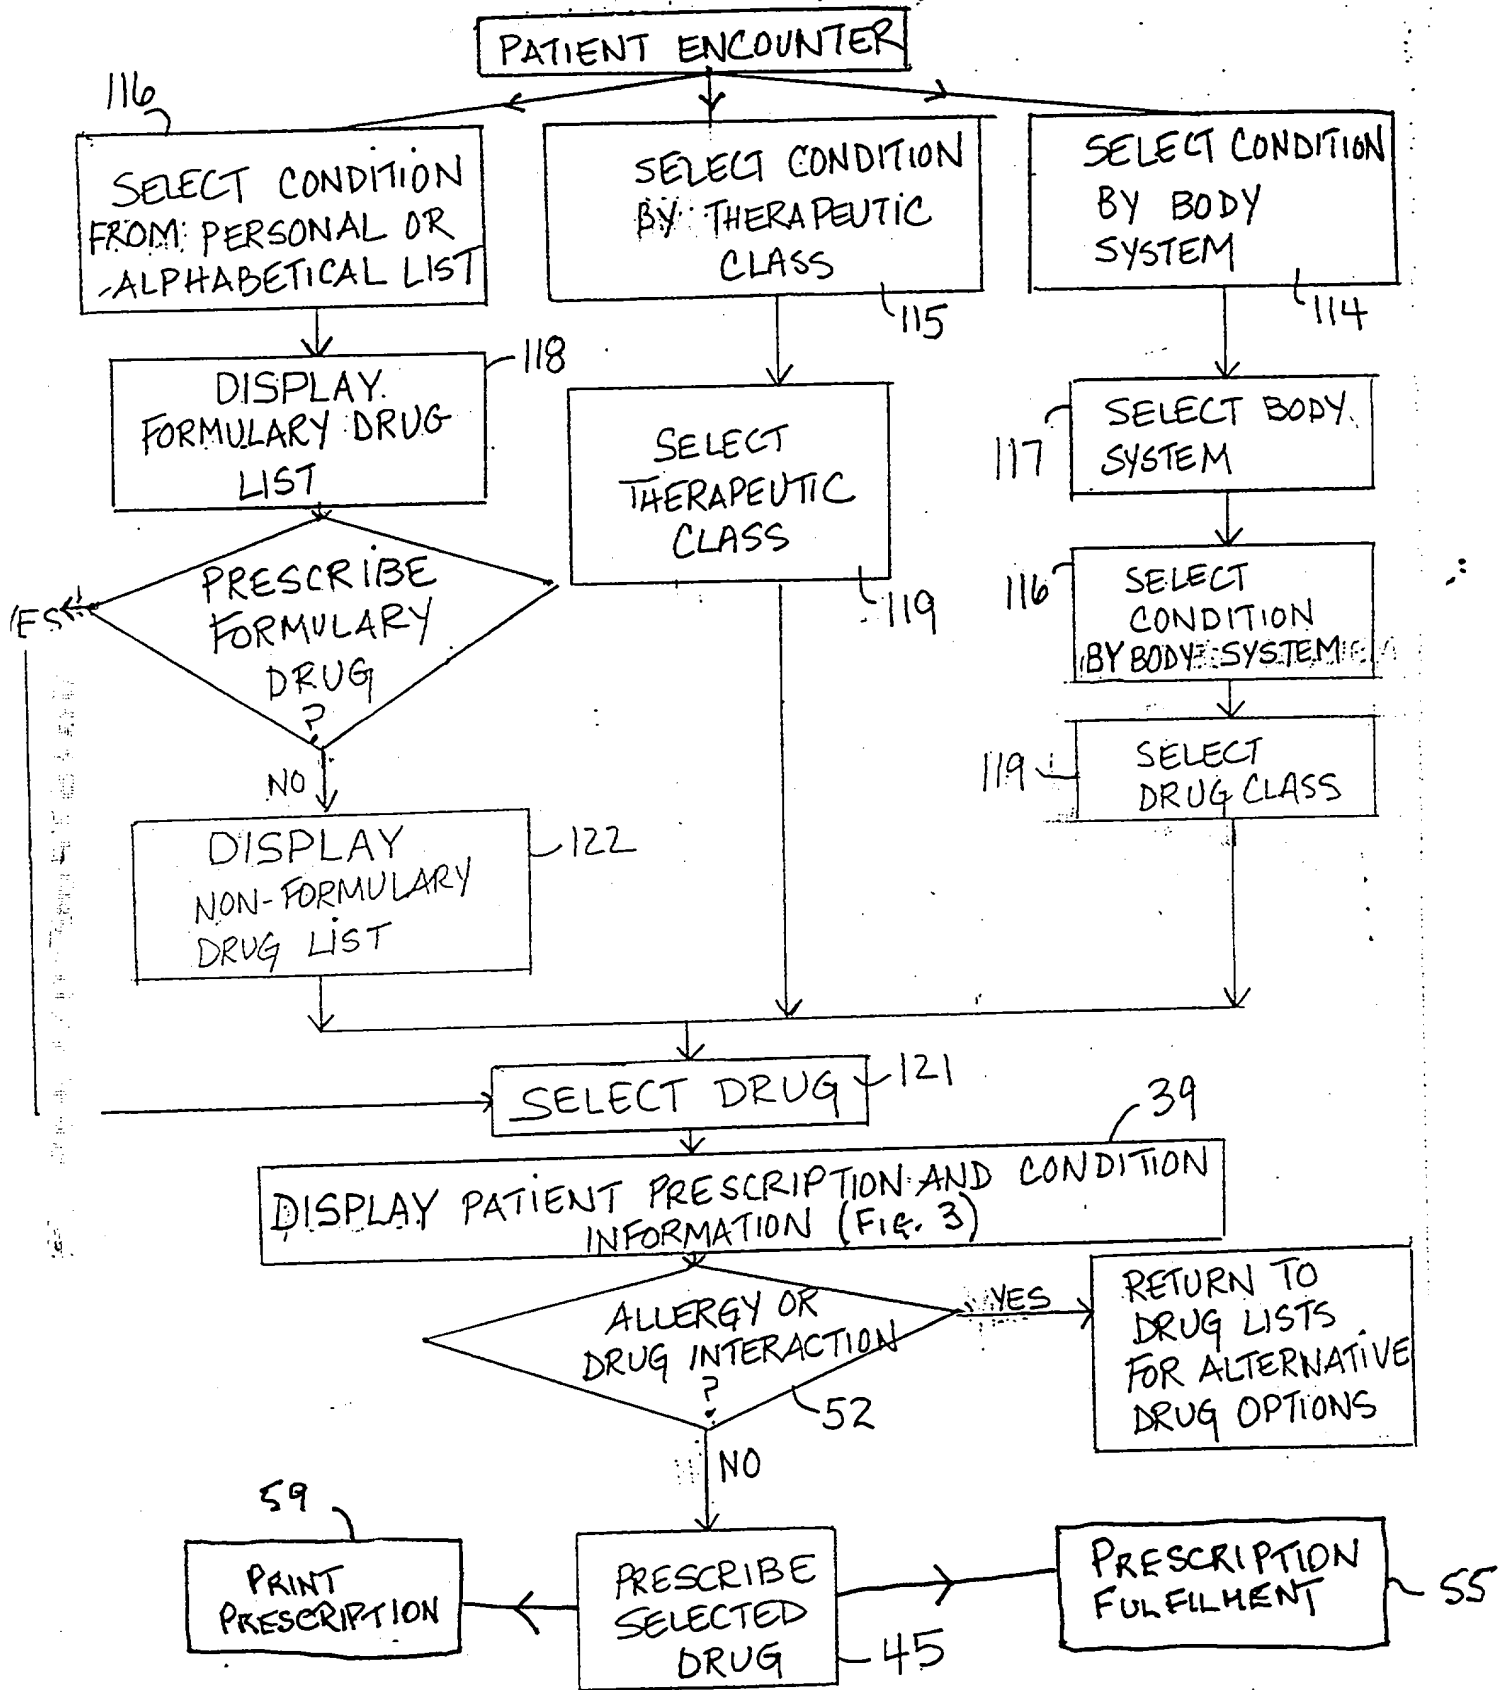 PATIENT ENCOUNTER
116
SELECT CONDITION
FROM PERSONAL OR
ALPHABETICAL LIST
SELECT CONDITION
BY THERAPEUTIC
CLASS
115
SELECT CONDITION
BY BODY
SYSTEM
114
DISPLAY
FORMULARY DRUG
LIST
118
SELECT
THERAPEUTIC
CLASS
119
117
SELECT BODY
SYSTEM
PRESCRIBE
FORMULARY
DRUG
?
YES
NO
116
SELECT
CONDITION
BY BODY SYSTEM
119
SELECT
DRUG CLASS
DISPLAY
NON-FORMULARY
DRUG LIST
122
SELECT DRUG
121
39
DISPLAY PATIENT PRESCRIPTION AND CONDITION
INFORMATION (FIG. 3)
ALLERGY OR
DRUG INTERACTION
?
52
YES
RETURN TO
DRUG LISTS
FOR ALTERNATIVE
DRUG OPTIONS
NO
59
PRINT
PRESCRIPTION
PRESCRIBE
SELECTED
DRUG
45
PRESCRIPTION
FULFILMENT
55